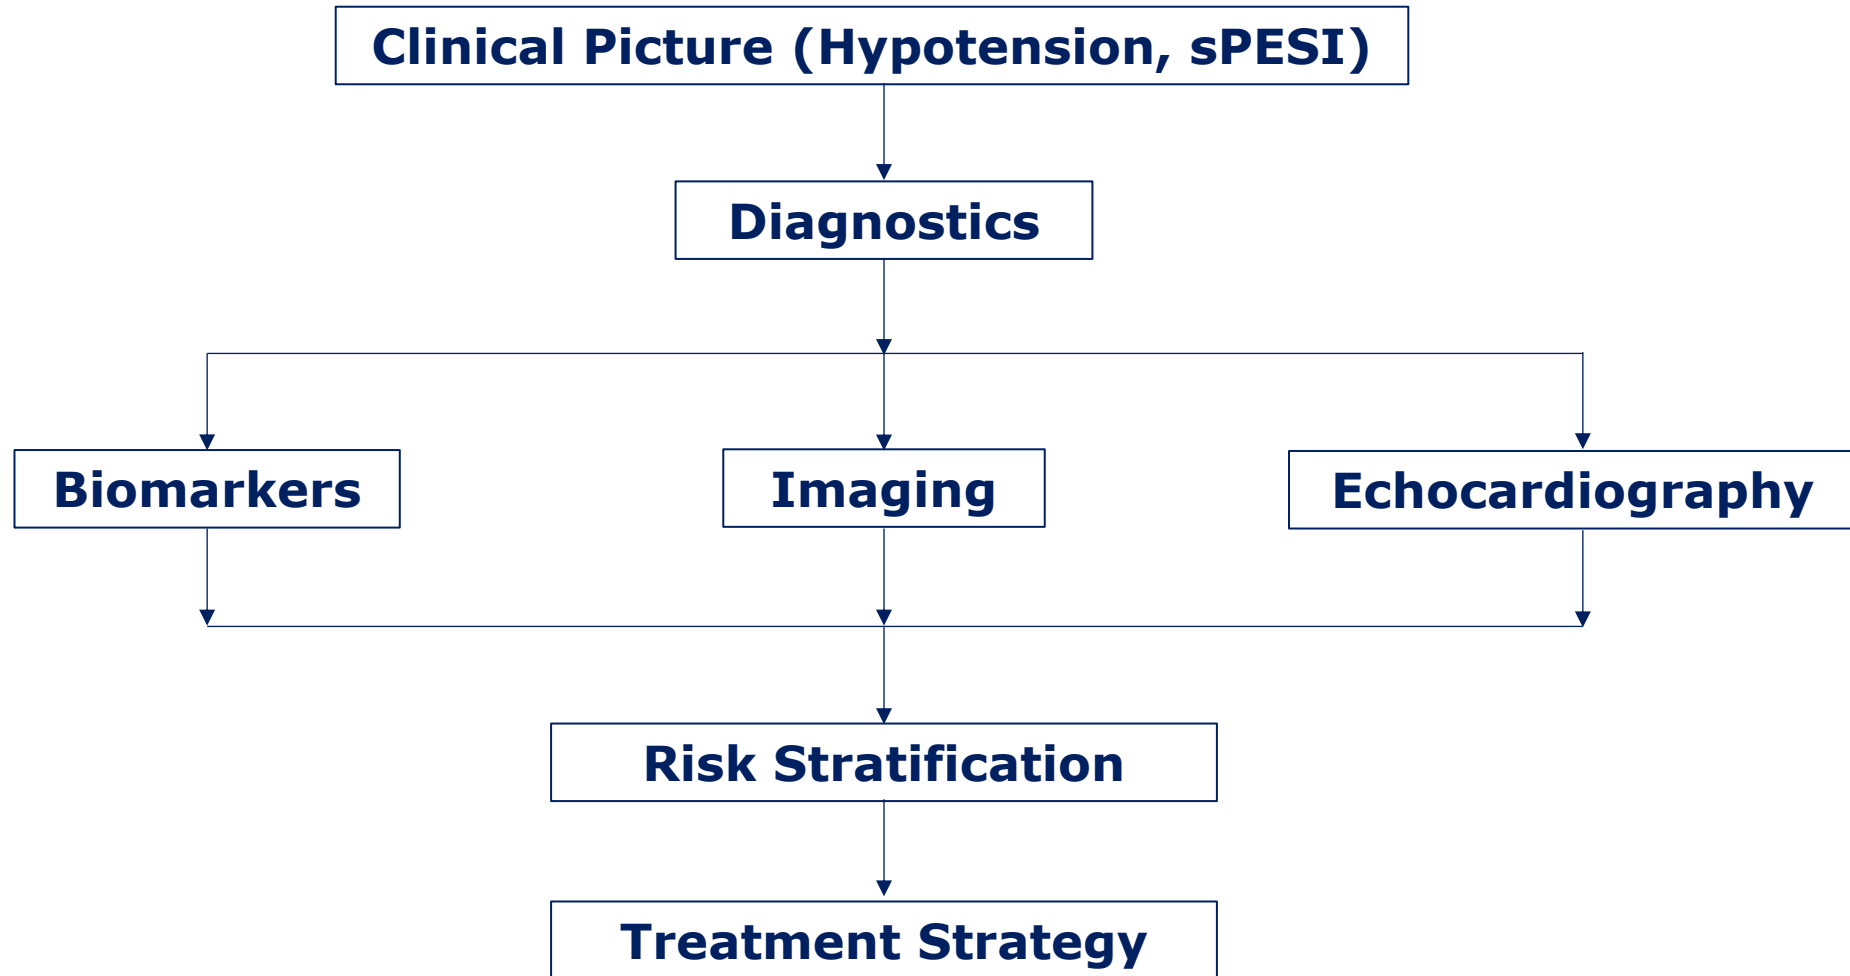 Clinical Picture (Hypotension, sPESI)
Diagnostics
Biomarkers
Imaging
Echocardiography
Risk Stratification
Treatment Strategy